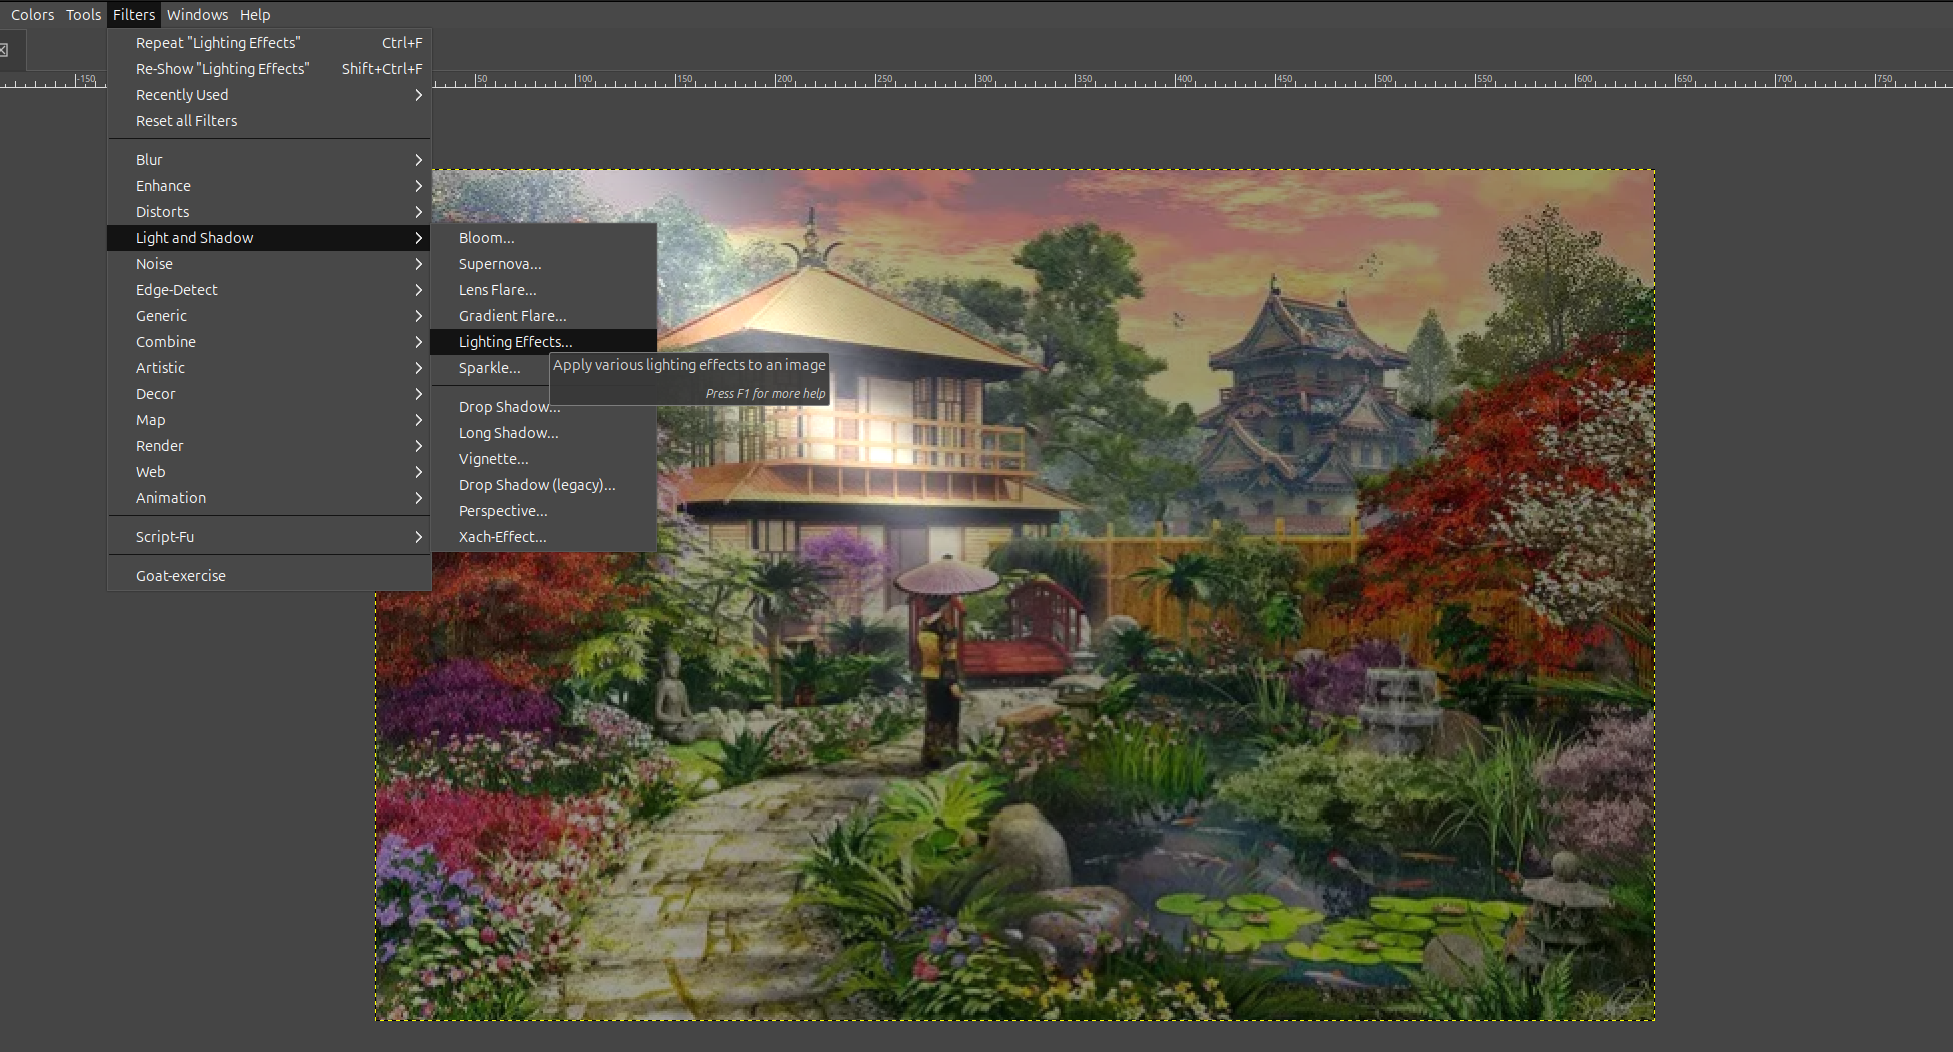 Colors Tools Filters Windows Help
Repeat "Lighting Effects" Ctrl+F
Re-Show "Lighting Effects" Shift+Ctrl+F
Recently Used
Reset all Filters
-150 50 100 150 200 250 300 350 400 450 500 550 600 650 700 750
Blur
Enhance
Distorts
Light and Shadow
Noise
Edge-Detect
Generic
Combine
Artistic
Decor
Map
Render
Web
Animation
Script-Fu
Goat-exercise
Bloom...
Supernova...
Lens Flare...
Gradient Flare...
Lighting Effects...
Sparkle...
Drop Shadow...
Long Shadow...
Vignette...
Drop Shadow (legacy)...
Perspective...
Xach-Effect...
Apply various lighting effects to an image
Press F1 for more help